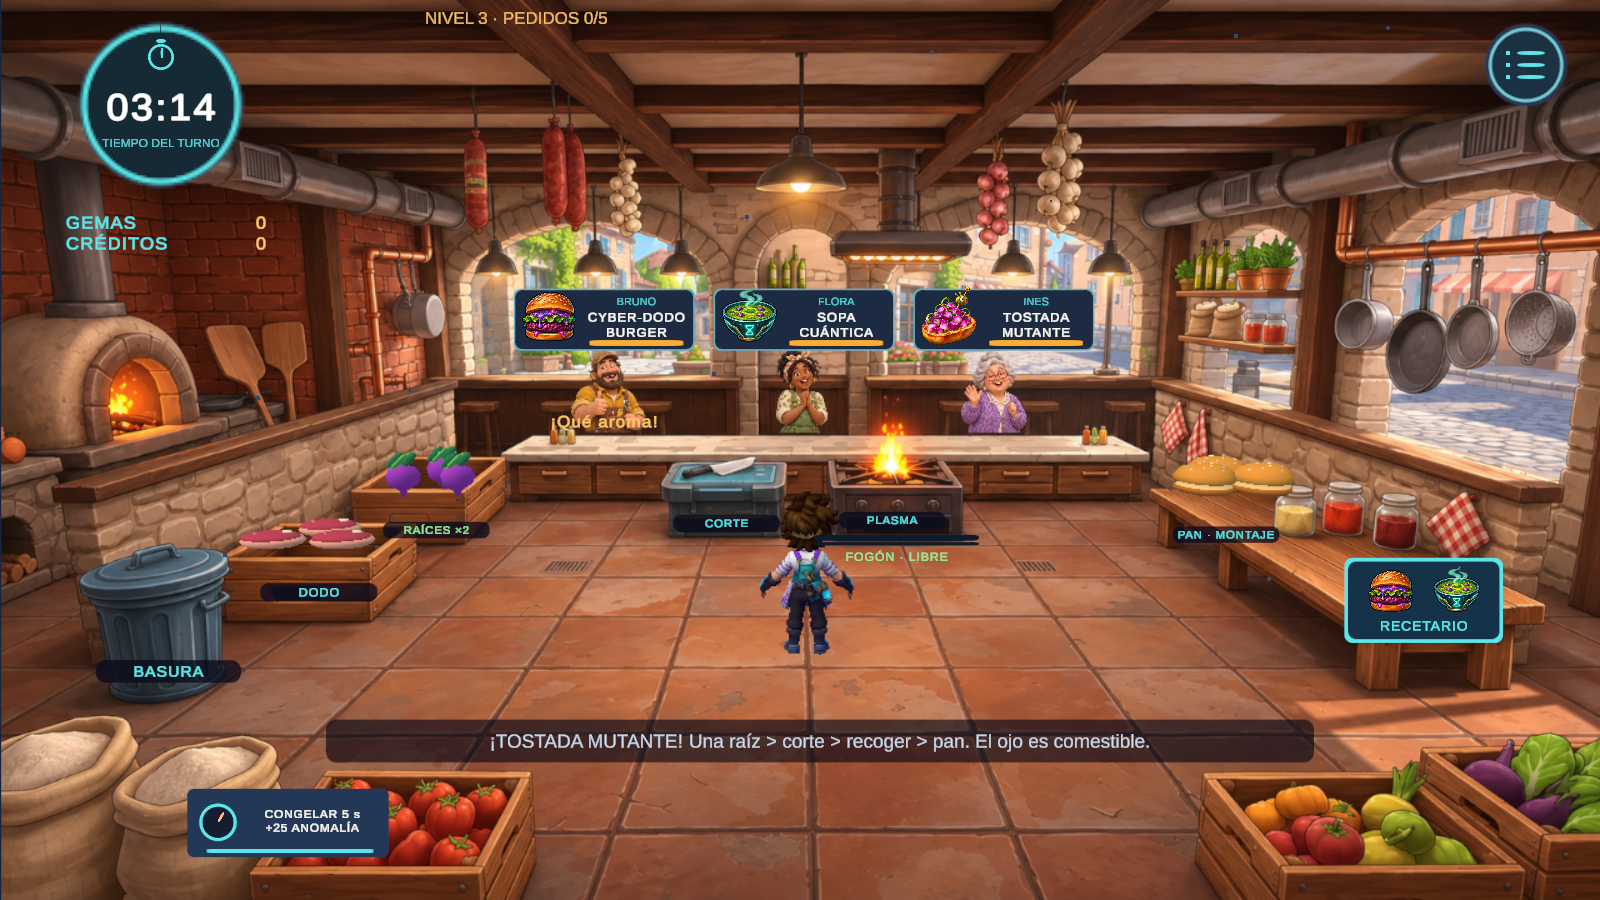 NIVEL 3 · PEDIDOS 0/5
03:14
TIEMPO DEL TURNO
GEMAS 0
CRÉDITOS 0
BRUNO
CYBER-DODO
BURGER
FLORA
SOPA
CUÁNTICA
INES
TOSTADA
MUTANTE
¡Qué aroma!
RAÍCES ×2
CORTE
PLASMA
FOGÓN · LIBRE
PAN · MONTAJE
DODO
BASURA
RECETARIO
¡TOSTADA MUTANTE! Una raíz > corte > recoger > pan. El ojo es comestible.
CONGELAR 5 s
+25 ANOMALÍA